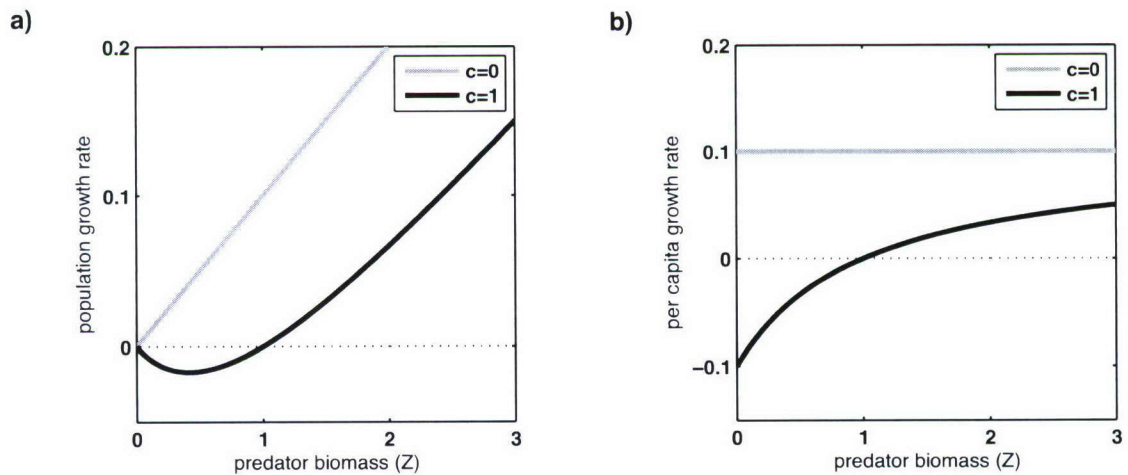 a)
0.2
c=0
c=1
population growth rate
0.1
0
0
1
2
3
predator biomass (Z)
b)
0.2
c=0
c=1
per capita growth rate
0.1
0
−0.1
0
1
2
3
predator biomass (Z)